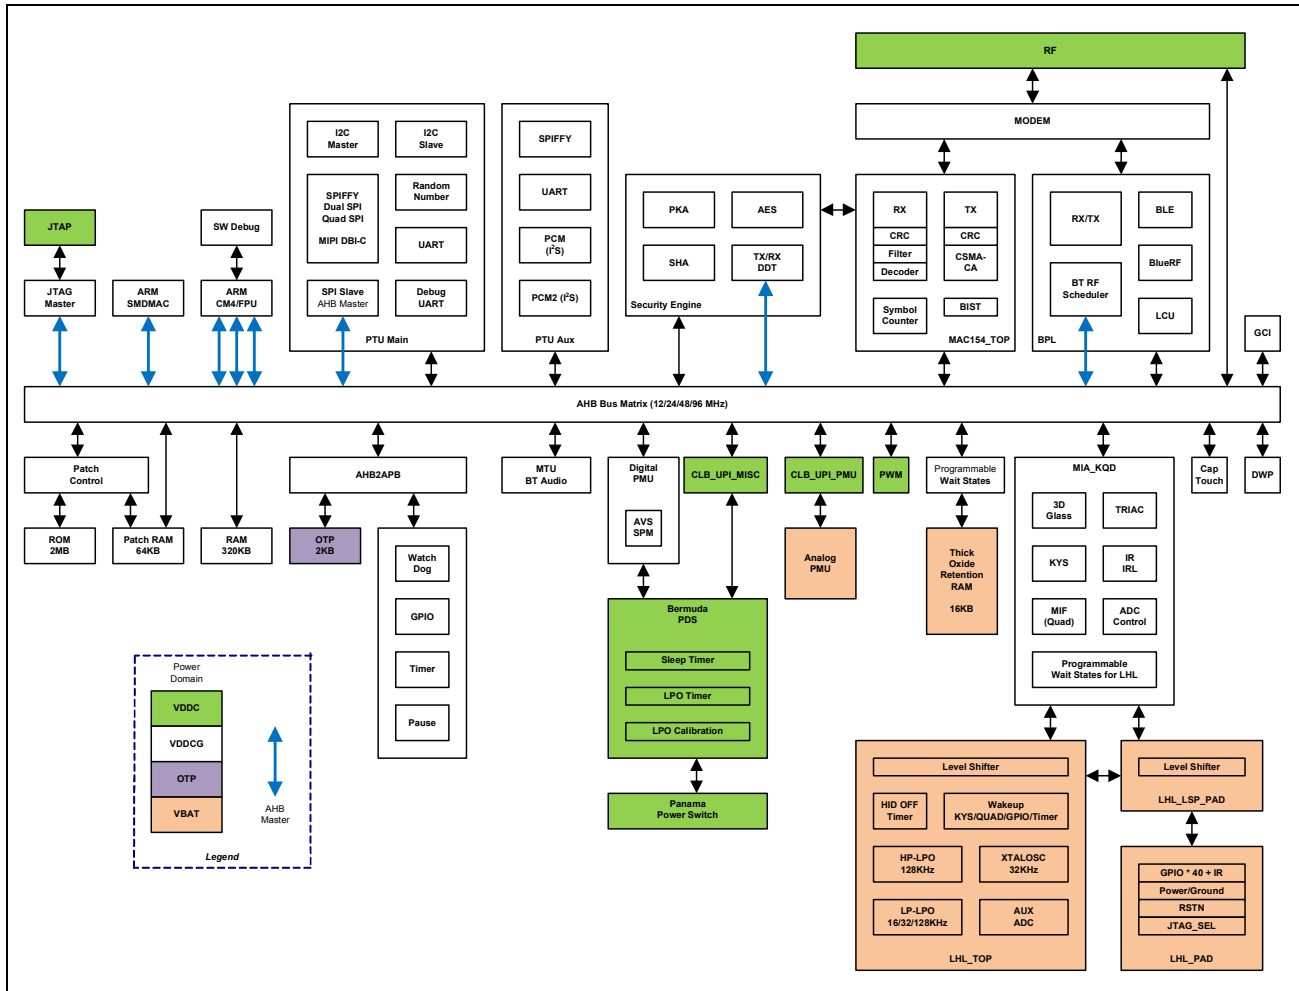 RF
MODEM
I2C
Master
I2C
Slave
SPIFFY
Dual SPI
Quad SPI
MIPI DBI-C
Random
Number
UART
SPI Slave
AHB Master
Debug
UART
PTU Main
SPIFFY
UART
PCM
(I²S)
PCM2 (I²S)
PTU Aux
PKA
AES
SHA
TX/RX
DDT
Security Engine
RX
CRC
Filter
Decoder
TX
CRC
CSMA-
CA
Symbol
Counter
BIST
MAC154_TOP
RX/TX
BLE
BlueRF
BT RF
Scheduler
LCU
BPL
JTAP
SW Debug
JTAG
Master
ARM
SMDMAC
ARM
CM4/FPU
GCI
AHB Bus Matrix (12/24/48/96 MHz)
Patch
Control
AHB2APB
MTU
BT Audio
Digital
PMU
AVS
SPM
CLB_UPI_MISC
CLB_UPI_PMU
PWM
Programmable
Wait States
MIA_KQD
3D
Glass
TRIAC
KYS
IR
IRL
MIF
(Quad)
ADC
Control
Programmable
Wait States for LHL
Cap
Touch
DWP
ROM
2MB
Patch RAM
64KB
RAM
320KB
OTP
2KB
Watch
Dog
GPIO
Timer
Pause
Analog
PMU
Thick
Oxide
Retention
RAM
16KB
Bermuda
PDS
Sleep Timer
LPO Timer
LPO Calibration
Panama
Power Switch
Power
Domain
VDDC
VDDCG
OTP
VBAT
AHB
Master
Legend
Level Shifter
HID OFF
Timer
Wakeup
KYS/QUAD/GPIO/Timer
HP-LPO
128KHz
XTALOSC
32KHz
LP-LPO
16/32/128KHz
AUX
ADC
LHL_TOP
Level Shifter
LHL_LSP_PAD
GPIO * 40 + IR
Power/Ground
RSTN
JTAG_SEL
LHL_PAD